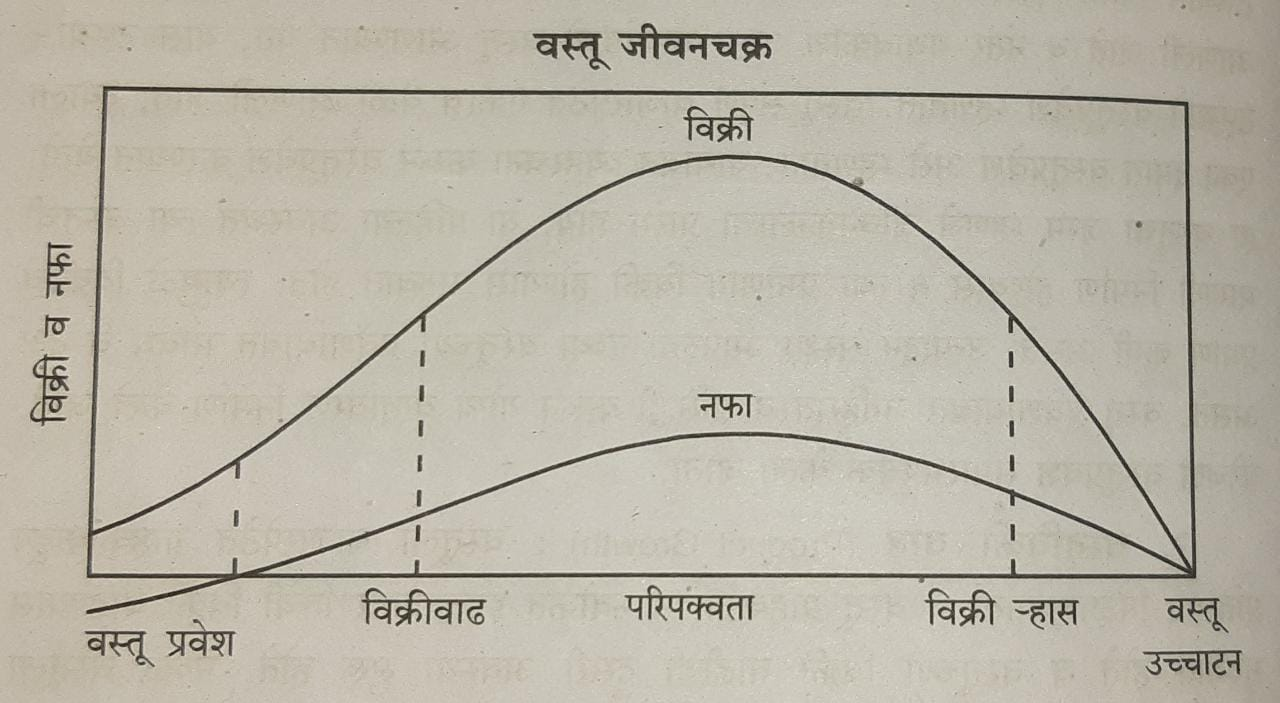 वस्तू जीवनचक्र
विक्री
विक्री व नफा
नफा
वस्तू प्रवेश
विक्रीवाढ
परिपक्वता
विक्री ऱ्हास
वस्तू
उच्चाटन